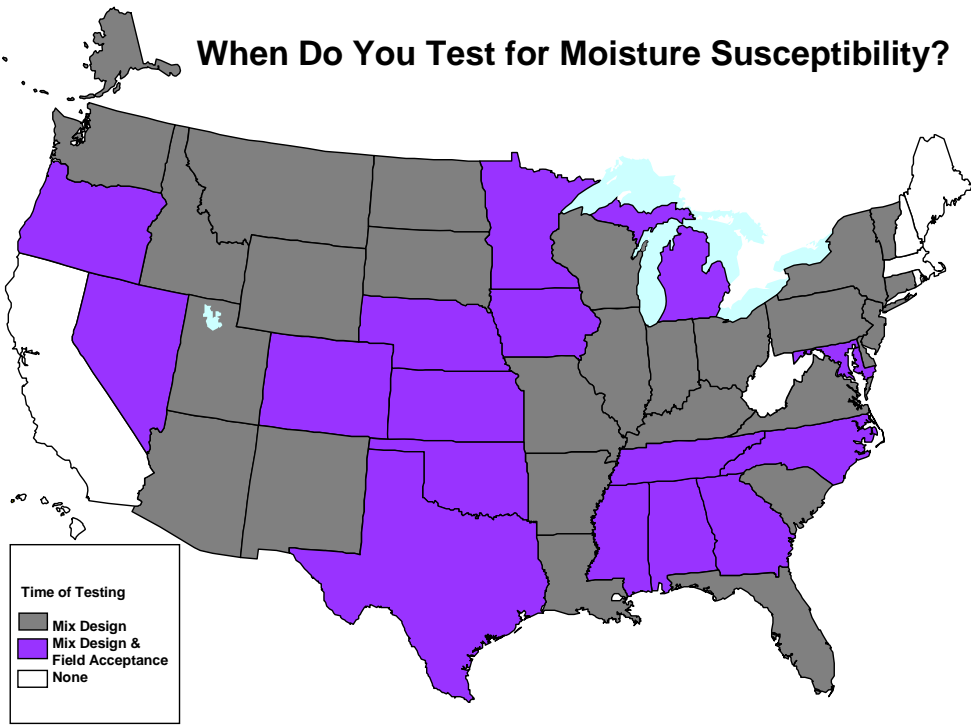 When Do You Test for Moisture Susceptibility?
Time of Testing
Mix Design
Mix Design &
Field Acceptance
None